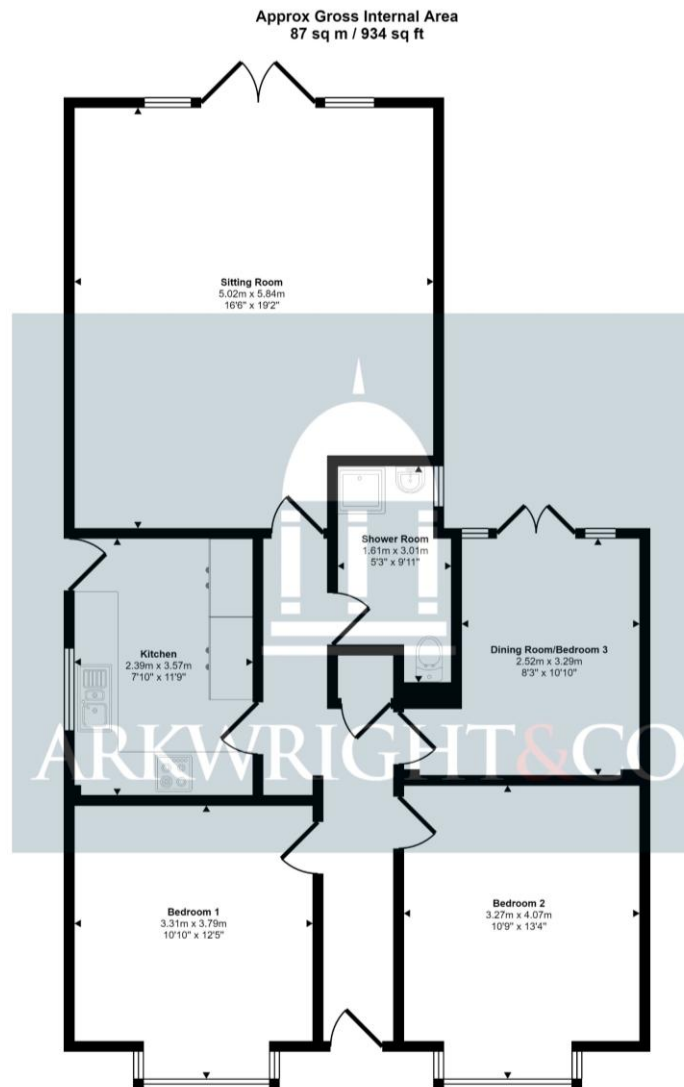 Approx Gross Internal Area
87 sq m / 934 sq ft
Sitting Room
5.02m x 5.84m
16'6" x 19'2"
Shower Room
1.61m x 3.01m
5'3" x 9'11"
Kitchen
2.39m x 3.57m
7'10" x 11'9"
Dining Room/Bedroom 3
2.52m x 3.29m
8'3" x 10'10"
ARKWRIGHT&CO
Bedroom 1
3.31m x 3.79m
10'10" x 12'5"
Bedroom 2
3.27m x 4.07m
10'9" x 13'4"